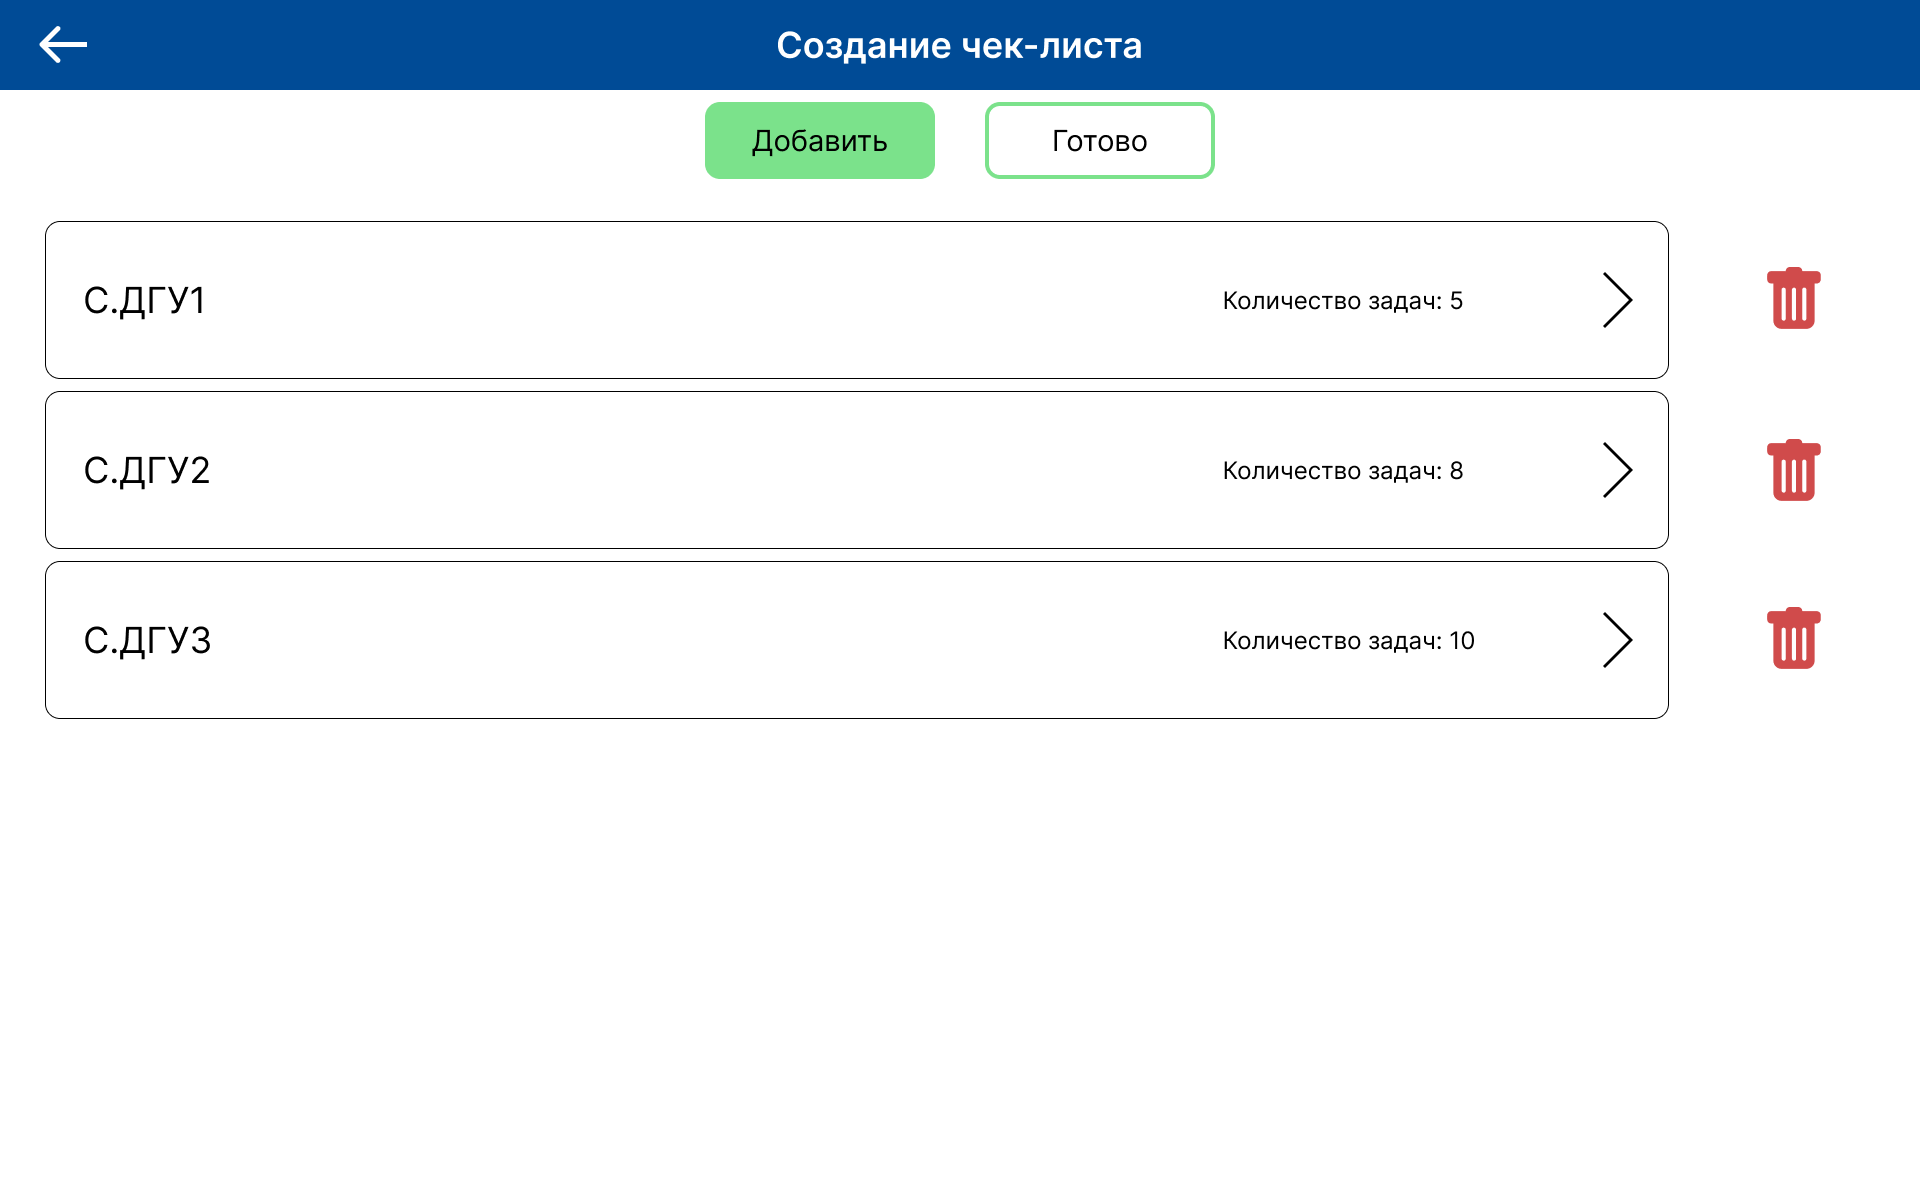 Создание чек-листа
Добавить
Готово
С.ДГУ1
Количество задач: 5
С.ДГУ2
Количество задач: 8
С.ДГУ3
Количество задач: 10